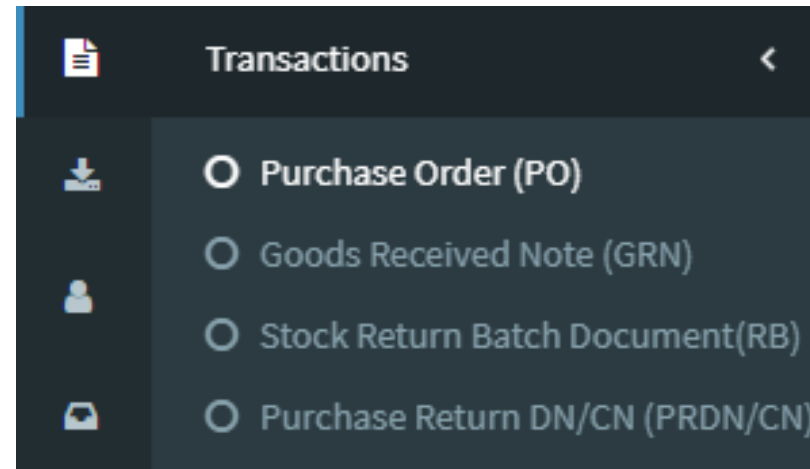 Transactions
Purchase Order (PO)
Goods Received Note (GRN)
Stock Return Batch Document(RB)
Purchase Return DN/CN (PRDN/CN)